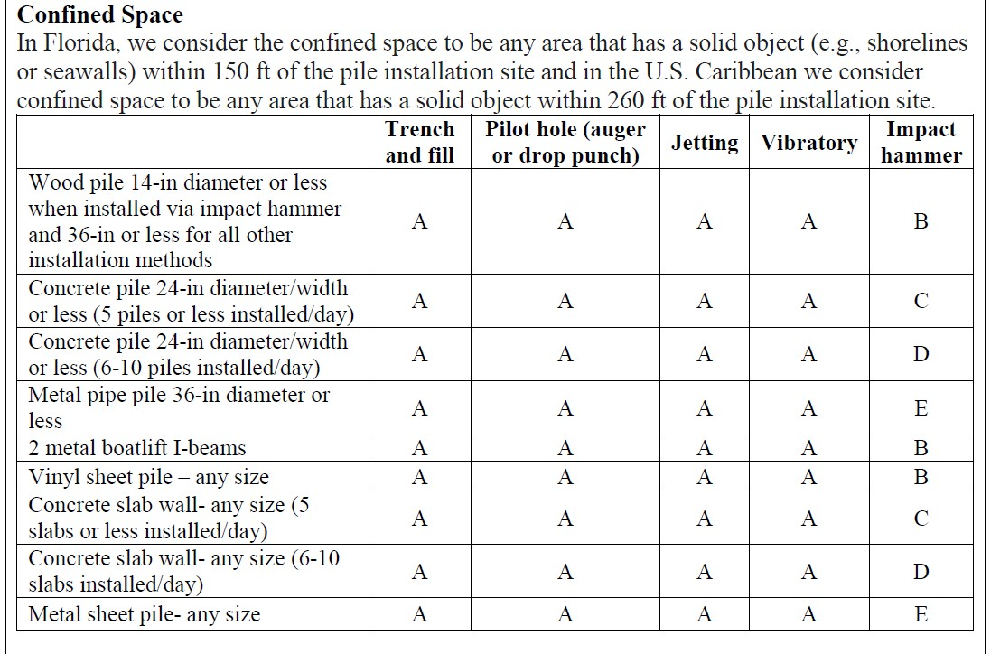 Confined Space
In Florida, we consider the confined space to be any area that has a solid object (e.g., shorelines
or seawalls) within 150 ft of the pile installation site and in the U.S. Caribbean we consider
confined space to be any area that has a solid object within 260 ft of the pile installation site.
Trench and fill | Pilot hole (auger or drop punch) | Jetting | Vibratory | Impact hammer
Wood pile 14-in diameter or less
when installed via impact hammer
and 36-in or less for all other
installation methods
A A A A B
Concrete pile 24-in diameter/width
or less (5 piles or less installed/day)
A A A A C
Concrete pile 24-in diameter/width
or less (6-10 piles installed/day)
A A A A D
Metal pipe pile 36-in diameter or
less
A A A A E
2 metal boatlift I-beams A A A A B
Vinyl sheet pile – any size A A A A B
Concrete slab wall- any size (5
slabs or less installed/day)
A A A A C
Concrete slab wall- any size (6-10
slabs installed/day)
A A A A D
Metal sheet pile- any size A A A A E